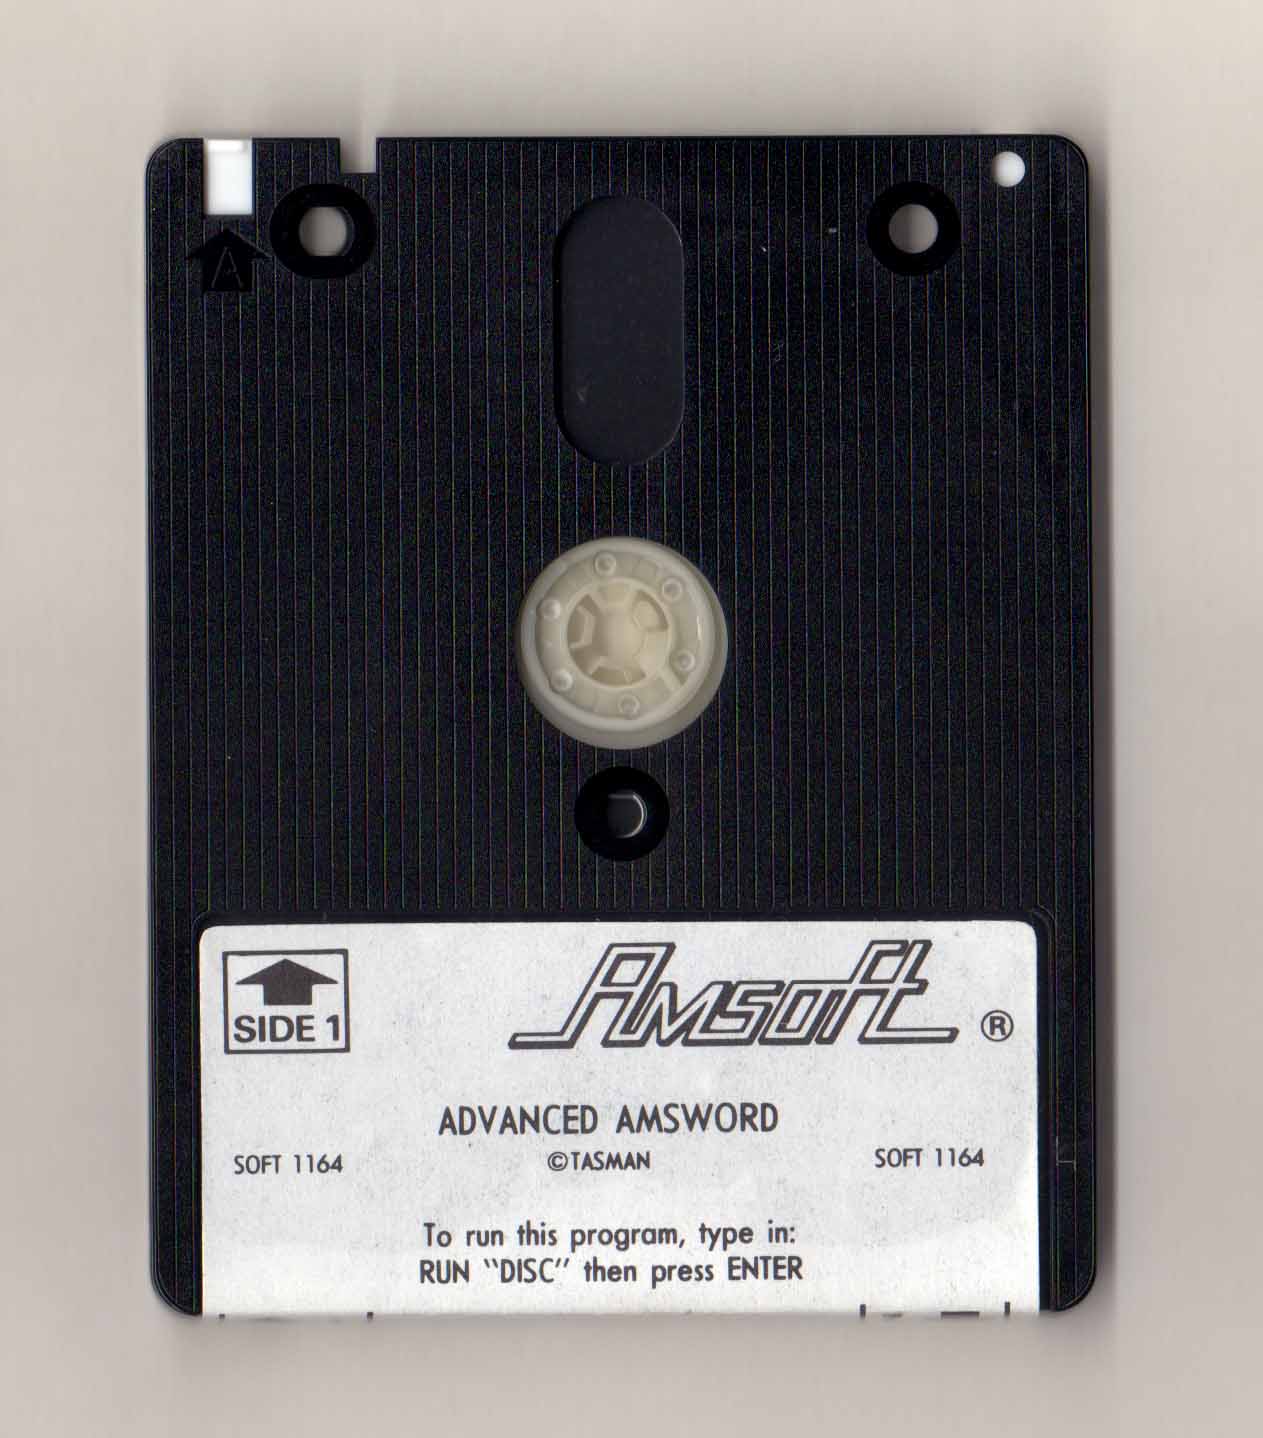 A
SIDE 1
Amsoft ®
ADVANCED AMSWORD
SOFT 1164 ©TASMAN SOFT 1164
To run this program, type in:
RUN "DISC" then press ENTER